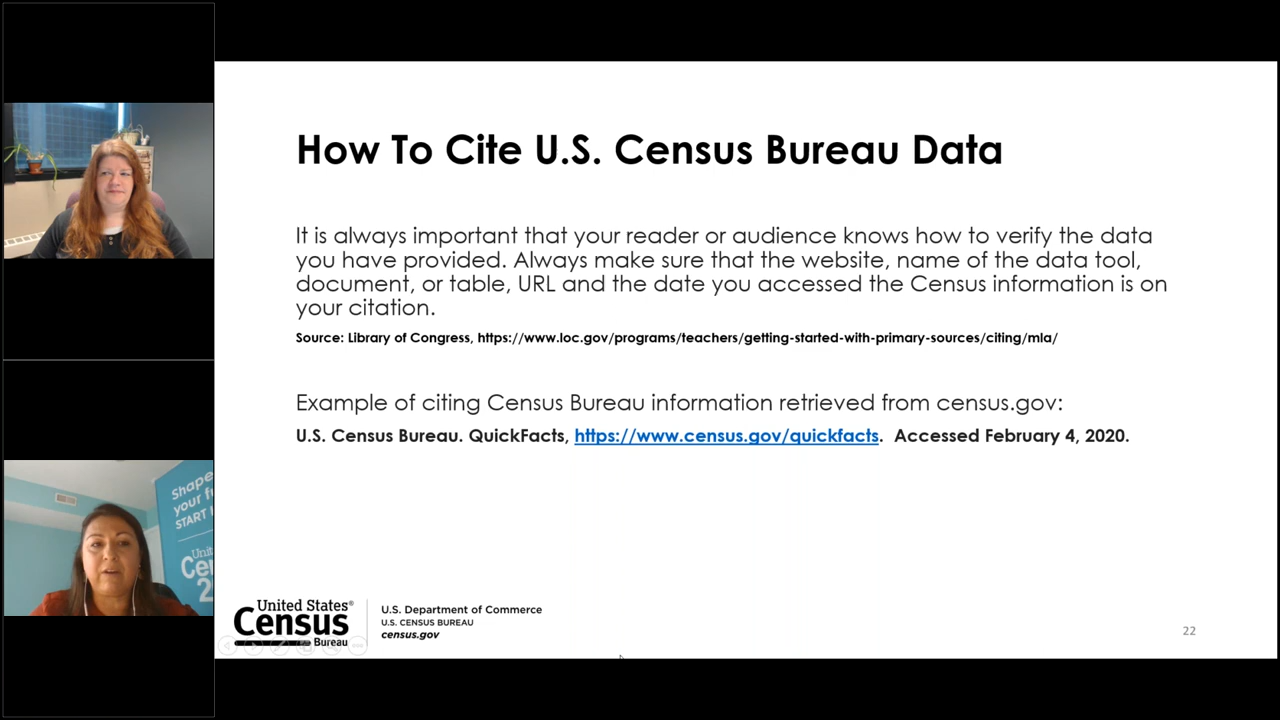 How To Cite U.S. Census Bureau Data
It is always important that your reader or audience knows how to verify the data
you have provided. Always make sure that the website, name of the data tool,
document, or table, URL and the date you accessed the Census information is on
your citation.
Source: Library of Congress, https://www.loc.gov/programs/teachers/getting-started-with-primary-sources/citing/mla/
Example of citing Census Bureau information retrieved from census.gov:
U.S. Census Bureau. QuickFacts, https://www.census.gov/quickfacts. Accessed February 4, 2020.
Shape
your
START
United States®
Census
Bureau
U.S. Department of Commerce
U.S. CENSUS BUREAU
census.gov
22